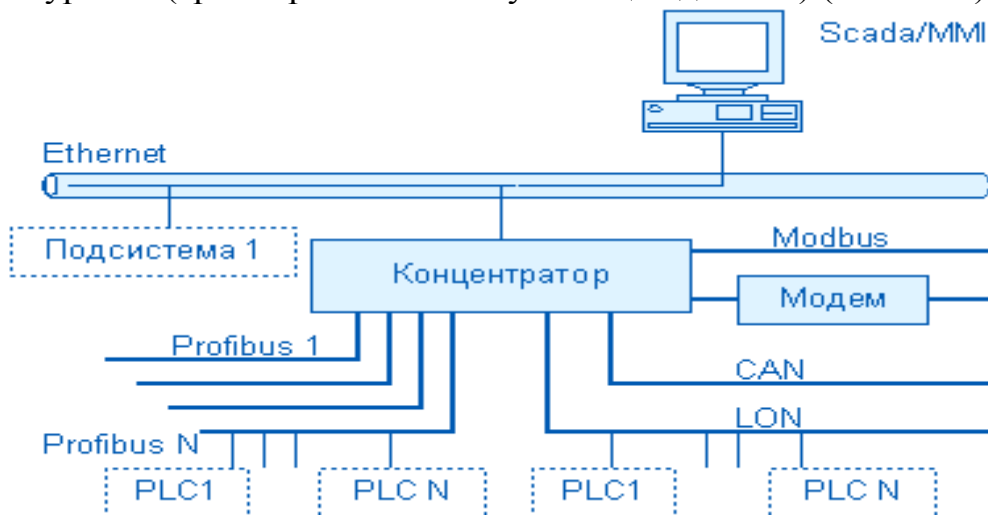 Scada/MMI
Ethernet
Подсистема 1
Концентратор
Modbus
Модем
Profibus 1
CAN
LON
Profibus N
PLC1
PLC N
PLC1
PLC N